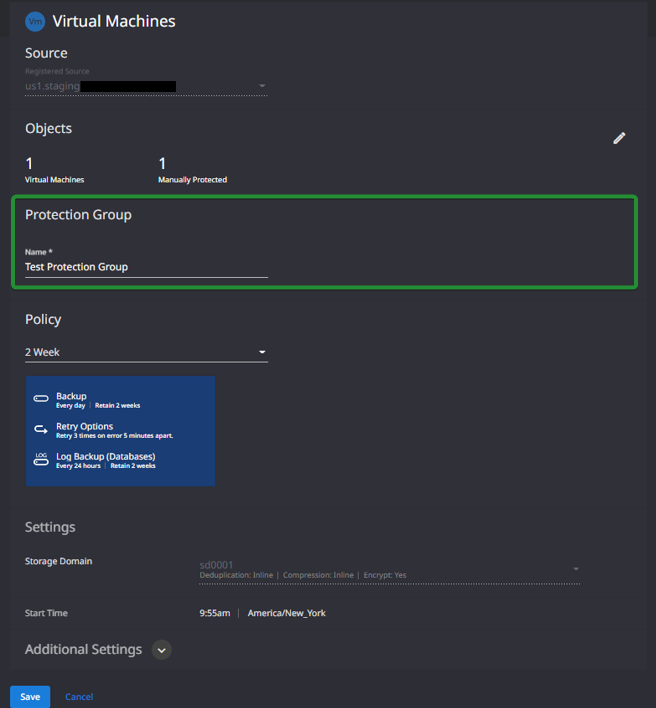 Vm Virtual Machines
Source
Registered Source
us1.staging
Objects
1 1
Virtual Machines Manually Protected
Protection Group
Name *
Test Protection Group
Policy
2 Week
Backup
Every day | Retain 2 weeks
Retry Options
Retry 3 times on error 5 minutes apart.
LOG Log Backup (Databases)
Every 24 hours | Retain 2 weeks
Settings
Storage Domain sd0001
Deduplication: Inline | Compression: Inline | Encrypt: Yes
Start Time 9:55am | America/New_York
Additional Settings
Save Cancel